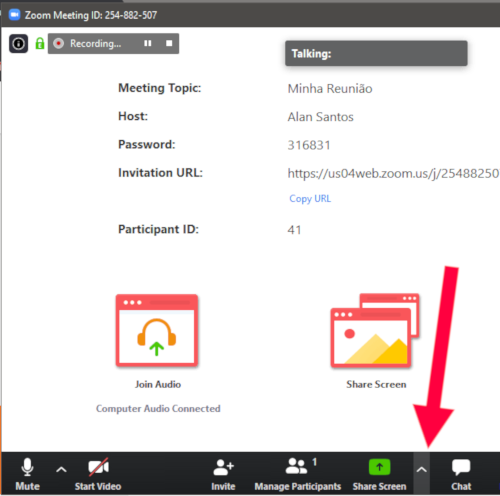 Zoom Meeting ID: 254-882-507
Recording...
Talking:
Meeting Topic: Minha Reunião
Host: Alan Santos
Password: 316831
Invitation URL: https://us04web.zoom.us/j/25488250
Copy URL
Participant ID: 41
Join Audio
Share Screen
Computer Audio Connected
1
Mute
Start Video
Invite
Manage Participants
Share Screen
Chat